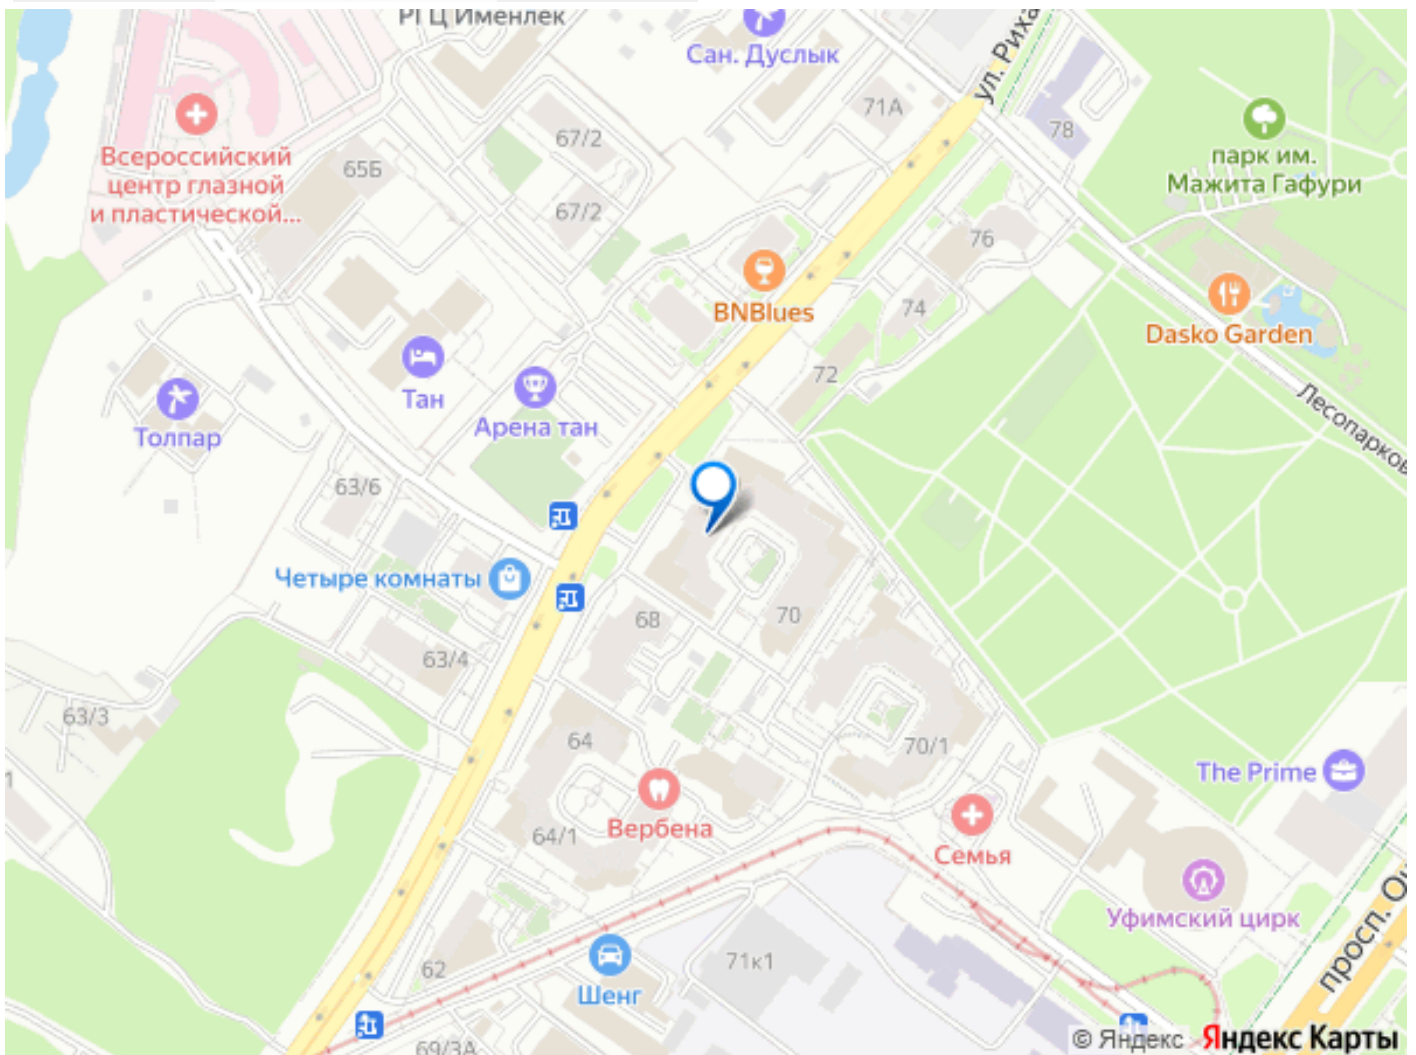 РГЦ Именлек
Сан. Дуслык
ул. Риха
71А
78
67/2
65Б
парк им.
Мажита Гафури
Всероссийский
центр глазной
и пластической...
67/2
76
BNBlues
74
Dasko Garden
72
Тан
Арена тан
Толпар
Лесопарков
63/6
Четыре комнаты
68
70
63/4
63/3
64
70/1
1
The Prime
64/1
Вербена
Семья
Уфимский цирк
просп. Ок
62
71к1
Шенг
69/3А
© Яндекс Яндекс Карты